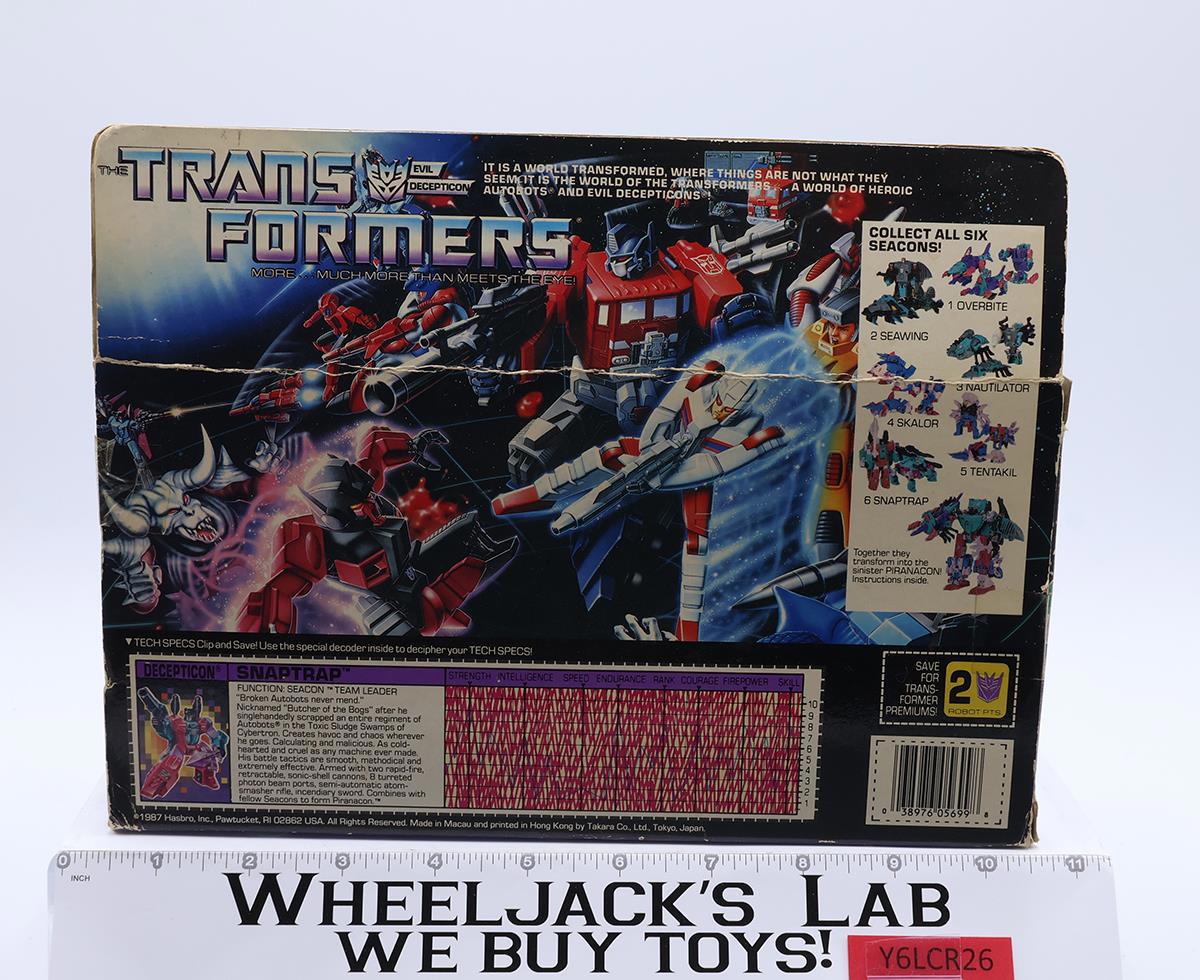 THE TRANS
FORMERS®
EVIL
DECEPTICON
MORE... MUCH MORE THAN MEETS THE EYE!
IT IS A WORLD TRANSFORMED, WHERE THINGS ARE NOT WHAT THEY
SEEM. IT IS THE WORLD OF THE TRANSFORMERS... A WORLD OF HEROIC
AUTOBOTS® AND EVIL DECEPTICONS®!
COLLECT ALL SIX
SEACONS!
1 OVERBITE
2 SEAWING
3 NAUTILATOR
4 SKALOR
5 TENTAKIL
6 SNAPTRAP
Together they
transform into the
sinister PIRANACON!
Instructions inside.
▼TECH SPECS Clip and Save! Use the special decoder inside to decipher your TECH SPECS!
DECEPTICON® SNAPTRAP™
FUNCTION: SEACON™ TEAM LEADER
"Broken Autobots never mend."
Nicknamed "Butcher of the Bogs" after he
singlehandedly scrapped an entire regiment of
Autobots® in the Toxic Sludge Swamps of
Cybertron. Creates havoc and chaos wherever
he goes. Calculating and malicious. As cold-
hearted and cruel as any machine ever made.
His battle tactics are smooth, mathodical and
extremely effective. Armed with two rapid-fire,
retractable, sonic-shell cannons, 8 turreted
photon beam ports, semi-automatic atom-
smasher rifle, incendiary sword. Combines with
fellow Seacons to form Piranacon.™
STRENGTH INTELLIGENCE SPEED ENDURANCE RANK COURAGE FIREPOWER SKILL
10
9
8
7
6
5
4
3
2
1
SAVE
FOR
TRANS-
FORMER
PREMIUMS!
2
ROBOT PTS
0 38976 05699 8
©1987 Hasbro, Inc., Pawtucket, RI 02862 USA. All Rights Reserved. Made in Macau and printed in Hong Kong by Takara Co., Ltd., Tokyo, Japan.
0 1 2 3 4 5 6 7 8 9 10 11
INCH
WHEELJACK'S LAB
WE BUY TOYS!
Y6LCR26